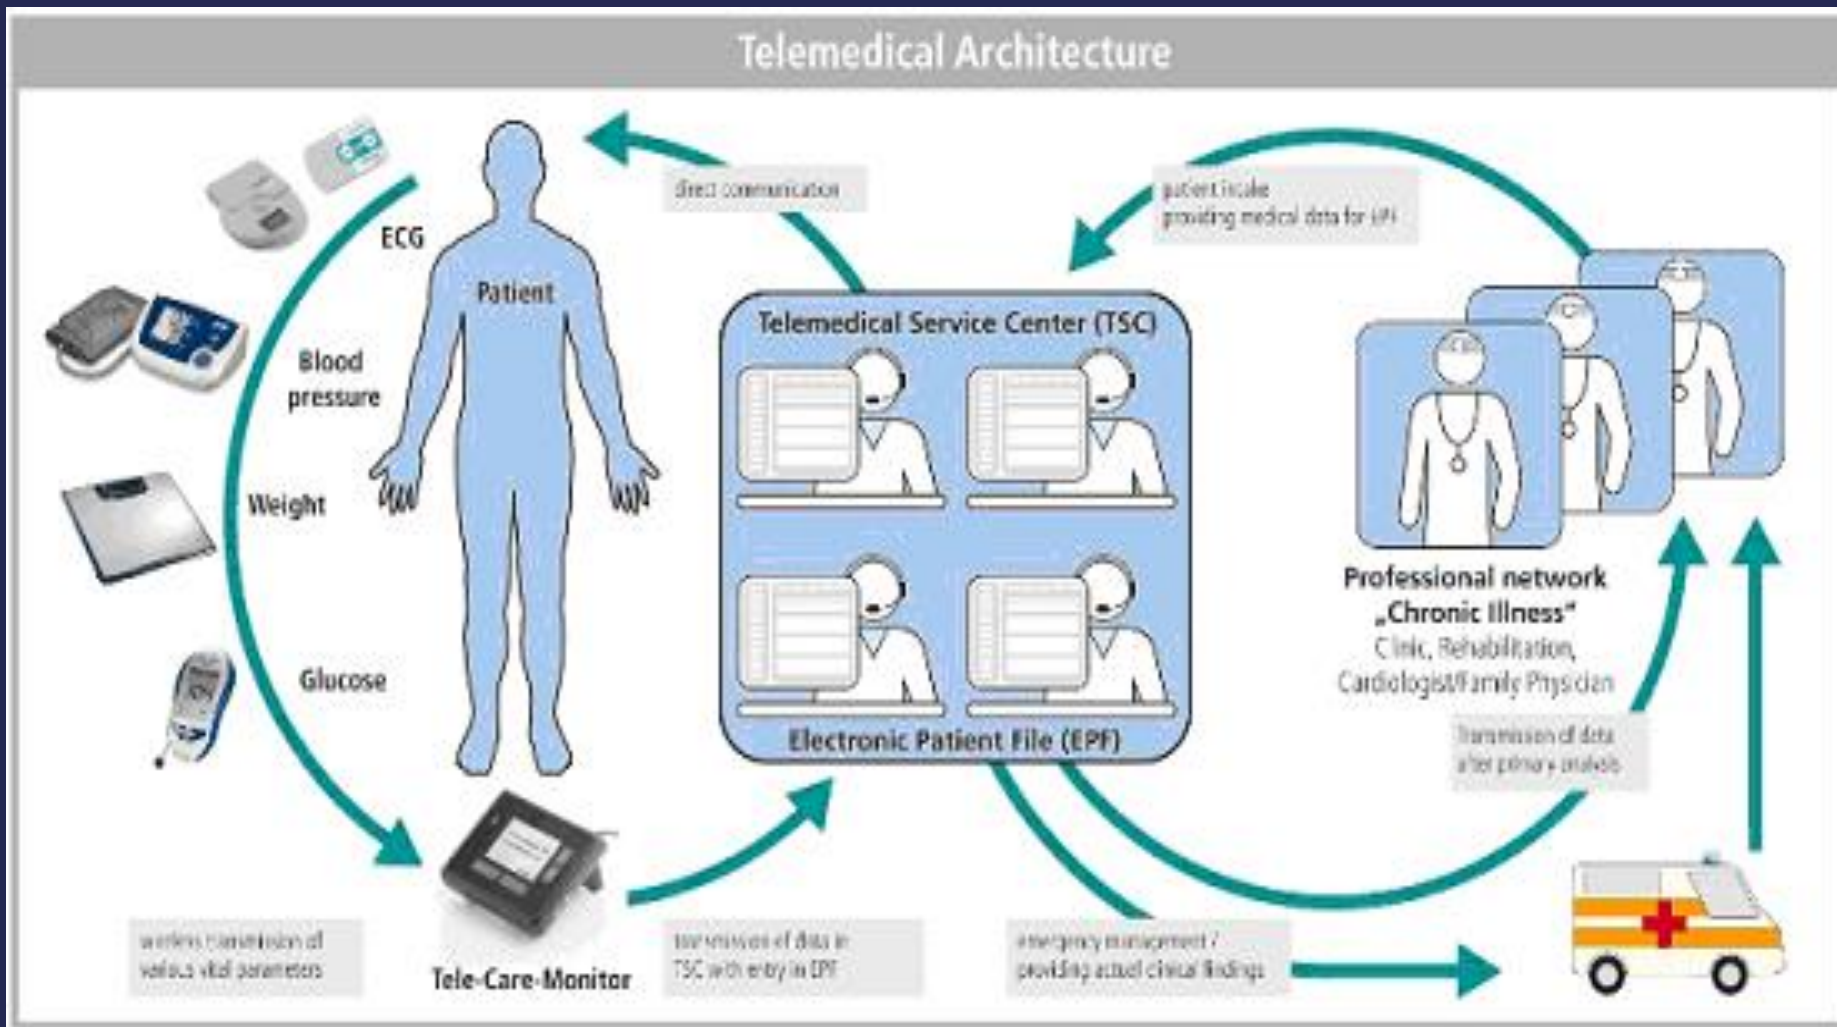 Telemedical Architecture
direct communication
patient intake
providing medical data for EPF
ECG
Patient
Blood
pressure
Weight
Glucose
Telemedical Service Center (TSC)
Electronic Patient File (EPF)
Professional network
„Chronic Illness“
Clinic, Rehabilitation,
Cardiologist/Family Physician
Transmission of data
after primary analysis
wireless transmission of
various vital parameters
Tele-Care-Monitor
transmission of data in
TSC with entry in EPF
emergency management /
providing actual clinical findings